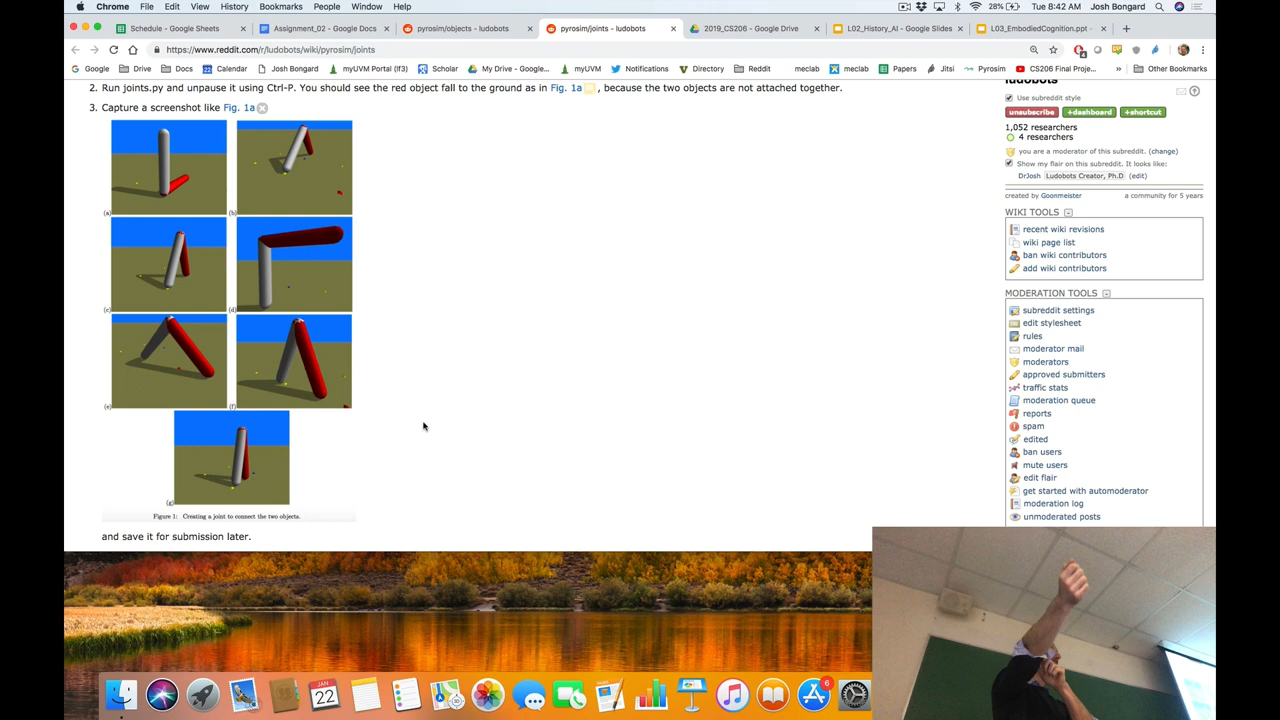 Chrome File Edit View History Bookmarks People Window Help 28% Tue 8:42 AM Josh Bongard
Schedule - Google Sheets Assignment_02 - Google Docs pyrosim/objects - ludobots pyrosim/joints - ludobots 2019_CS206 - Google Drive L02_History_AI - Google Slides L03_EmbodiedCognition.ppt -
https://www.reddit.com/r/ludobots/wiki/pyrosim/joints
Google Drive Docs Calendar Josh Bongard myUVM (lf3) Scholar My Drive - Google... myUVM Notifications Directory Reddit meclab meclab Papers Jitsi Pyrosim CS206 Final Proje... Other Bookmarks
ludobots
2. Run joints.py and unpause it using Ctrl-P. You should see the red object fall to the ground as in Fig. 1a , because the two objects are not attached together.
3. Capture a screenshot like Fig. 1a
(a) (b)
(c) (d)
(e) (f)
(g)
Figure 1: Creating a joint to connect the two objects.
and save it for submission later.
Use subreddit style
unsubscribe +dashboard +shortcut
1,052 researchers
4 researchers
you are a moderator of this subreddit. (change)
Show my flair on this subreddit. It looks like:
DrJosh Ludobots Creator, Ph.D (edit)
created by Goonmeister a community for 5 years
WIKI TOOLS
recent wiki revisions
wiki page list
ban wiki contributors
add wiki contributors
MODERATION TOOLS
subreddit settings
edit stylesheet
rules
moderator mail
moderators
approved submitters
traffic stats
moderation queue
reports
spam
edited
ban users
mute users
edit flair
get started with automoderator
moderation log
unmoderated posts
JAN
22
6